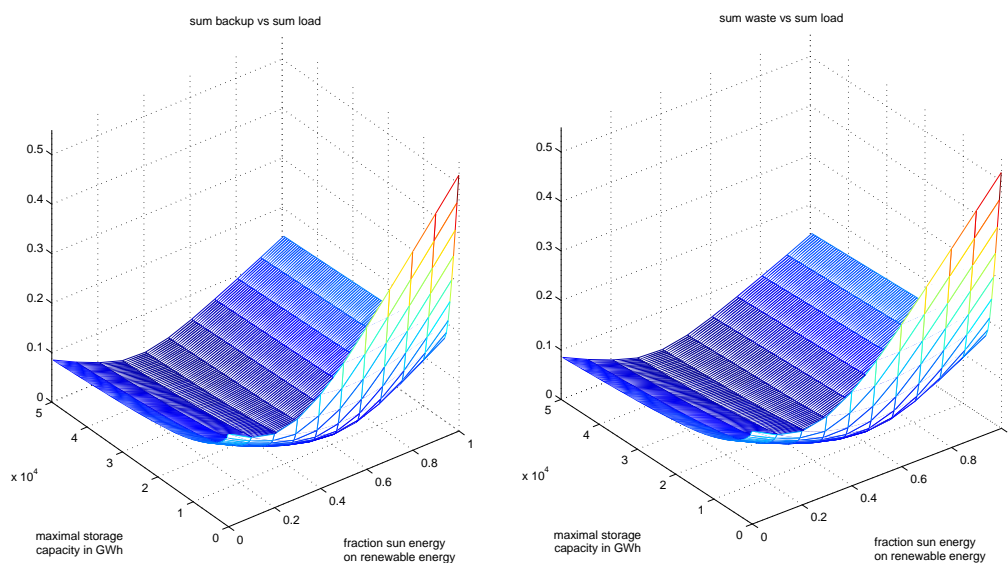 sum backup vs sum load
0.5
0.4
0.3
0.2
0.1
0
5
4
3
2
1
0
x 10^4
maximal storage
capacity in GWh
0
0.2
0.4
0.6
0.8
1
fraction sun energy
on renewable energy
sum waste vs sum load
0.5
0.4
0.3
0.2
0.1
0
5
4
3
2
1
0
x 10^4
maximal storage
capacity in GWh
0
0.2
0.4
0.6
0.8
fraction sun energy
on renewable energy